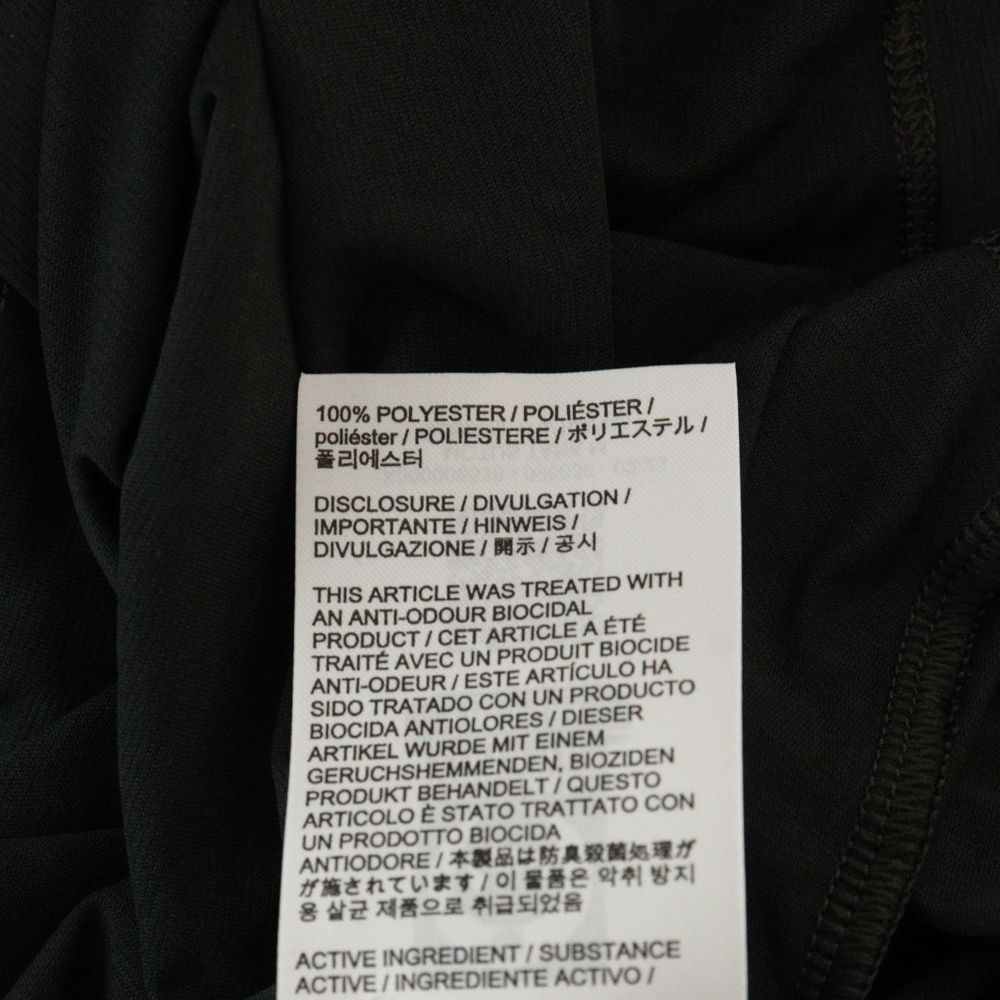 100% POLYESTER / POLIÉSTER /
poliéster / POLIESTERE / ポリエステル /
폴리에스터
DISCLOSURE / DIVULGATION /
IMPORTANTE / HINWEIS /
DIVULGAZIONE / 開示 / 공시
THIS ARTICLE WAS TREATED WITH
AN ANTI-ODOUR BIOCIDAL
PRODUCT / CET ARTICLE A ÉTÉ
TRAITÉ AVEC UN PRODUIT BIOCIDE
ANTI-ODEUR / ESTE ARTÍCULO HA
SIDO TRATADO CON UN PRODUCTO
BIOCIDA ANTIOLORES / DIESER
ARTIKEL WURDE MIT EINEM
GERUCHSHEMMENDEN, BIOZIDEN
PRODUKT BEHANDELT / QUESTO
ARTICOLO È STATO TRATTATO CON
UN PRODOTTO BIOCIDA
ANTIODORE / 本製品は防臭殺菌処理が
が施されています / 이 물품은 악취 방지
용 살균 제품으로 취급되었음
ACTIVE INGREDIENT / SUBSTANCE
ACTIVE / INGREDIENTE ACTIVO /